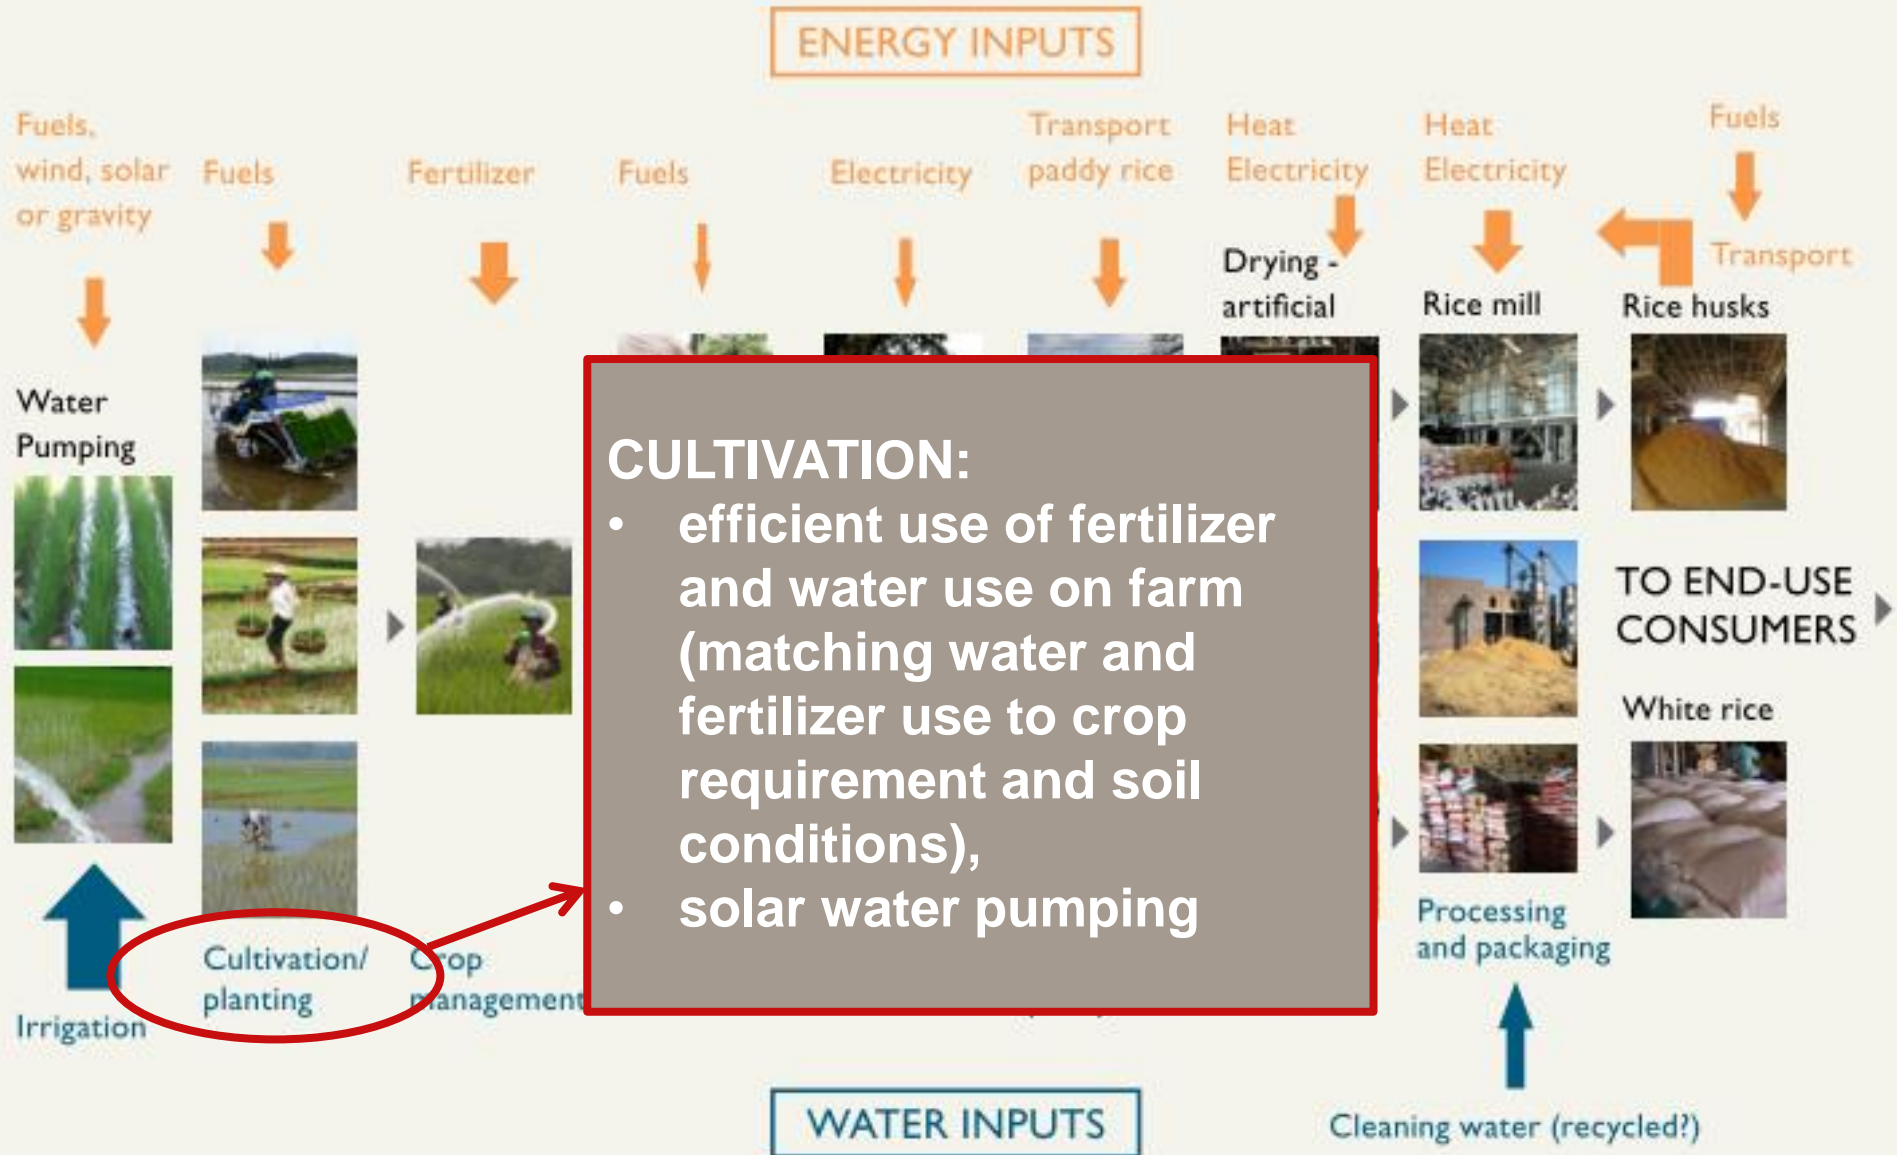 ENERGY INPUTS
Fuels,
wind, solar
or gravity
Fuels
Fertilizer
Fuels
Electricity
Transport
paddy rice
Heat
Electricity
Heat
Electricity
Fuels
Transport
Drying -
artificial
Rice mill
Rice husks
Water
Pumping
CULTIVATION:
• efficient use of fertilizer
and water use on farm
(matching water and
fertilizer use to crop
requirement and soil
conditions),
• solar water pumping
TO END-USE
CONSUMERS
White rice
Irrigation
Cultivation/
planting
Crop
management
Processing
and packaging
WATER INPUTS
Cleaning water (recycled?)